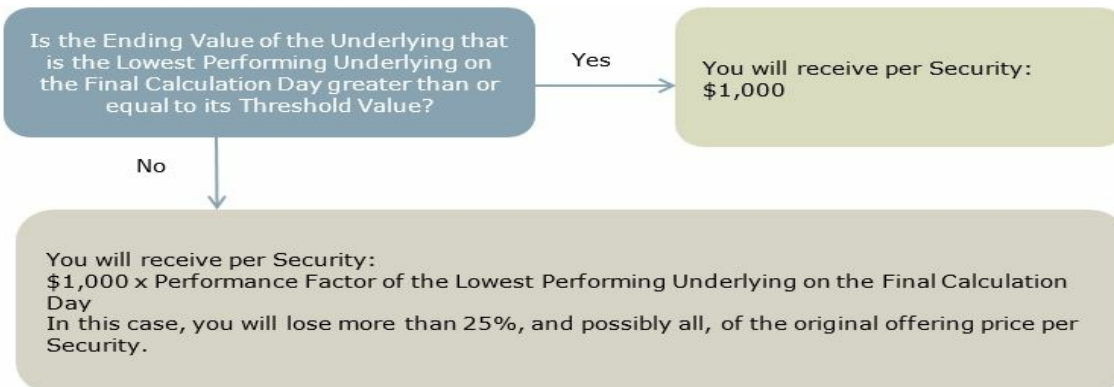 Is the Ending Value of the Underlying that
is the Lowest Performing Underlying on
the Final Calculation Day greater than or
equal to its Threshold Value?
Yes
You will receive per Security:
$1,000
No
You will receive per Security:
$1,000 x Performance Factor of the Lowest Performing Underlying on the Final Calculation
Day
In this case, you will lose more than 25%, and possibly all, of the original offering price per
Security.